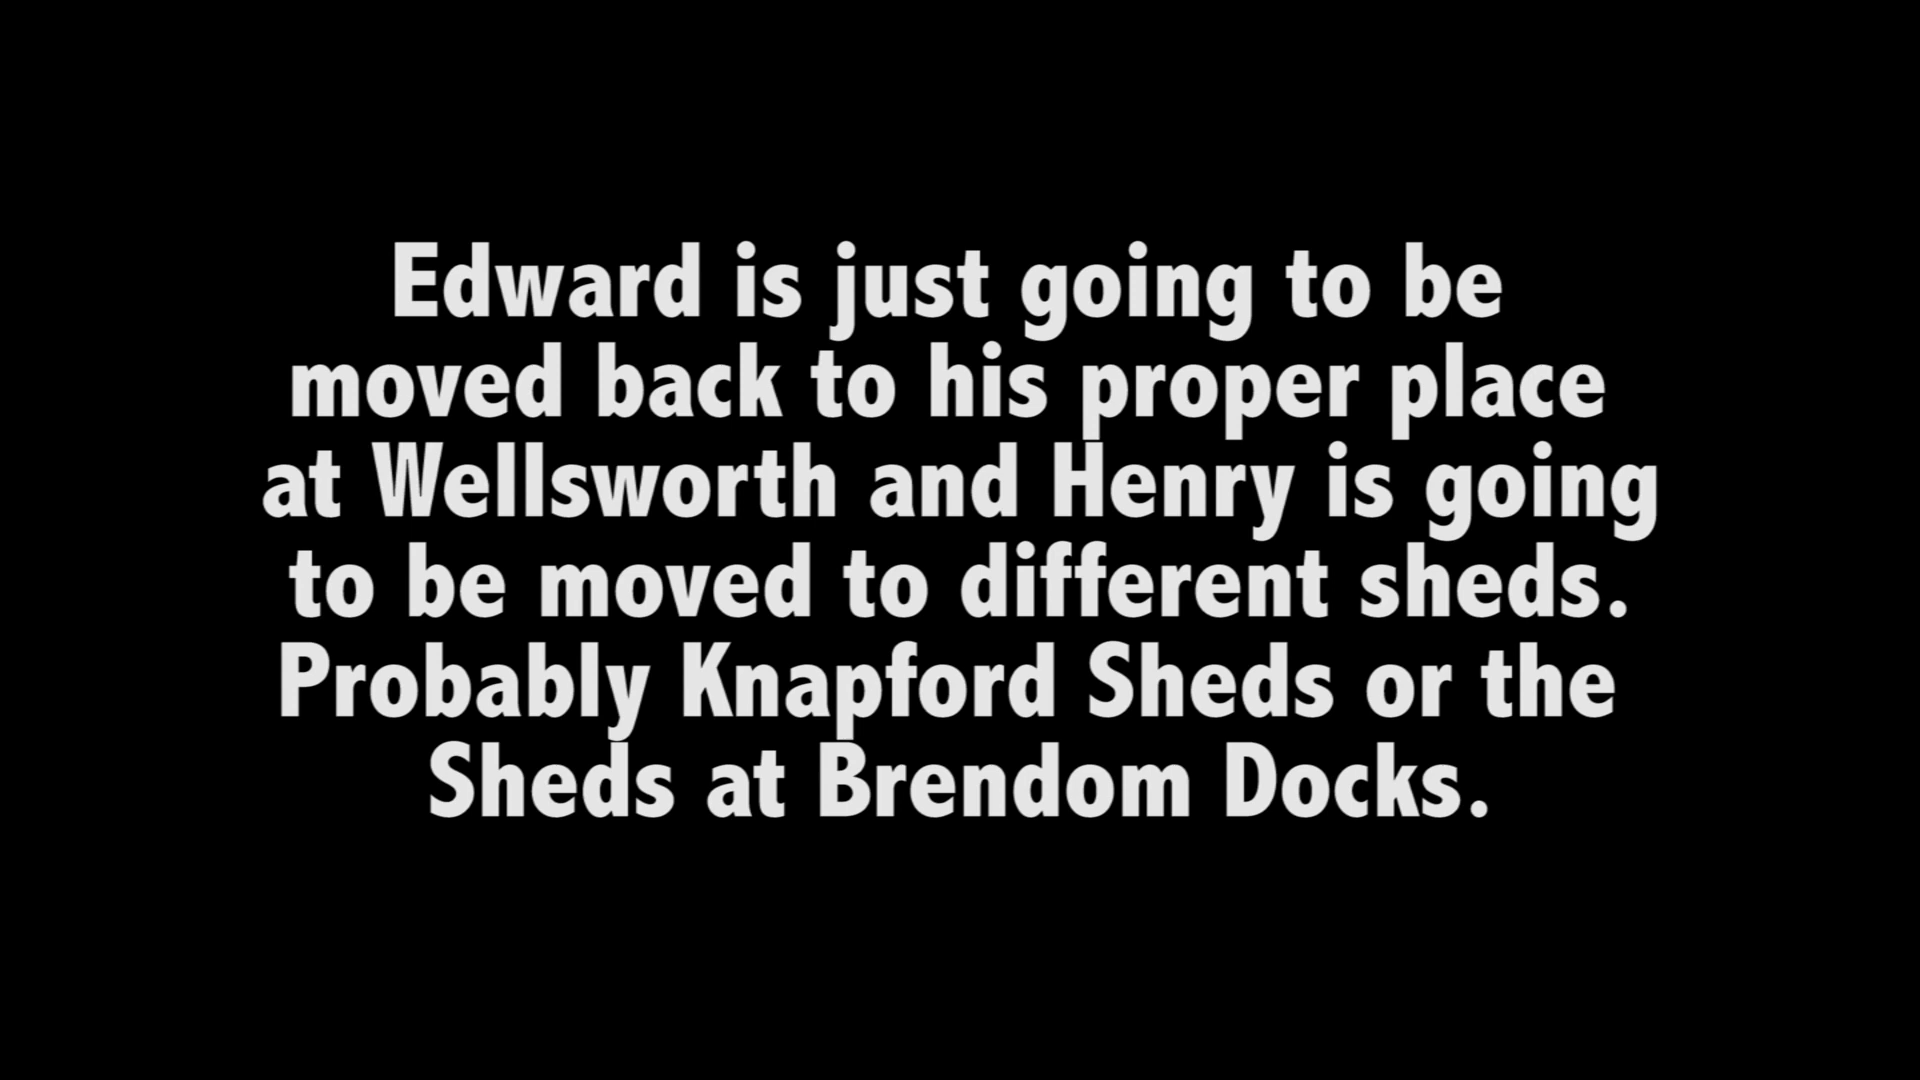 Edward is just going to be
moved back to his proper place
at Wellsworth and Henry is going
to be moved to different sheds.
Probably Knapford Sheds or the
Sheds at Brendom Docks.